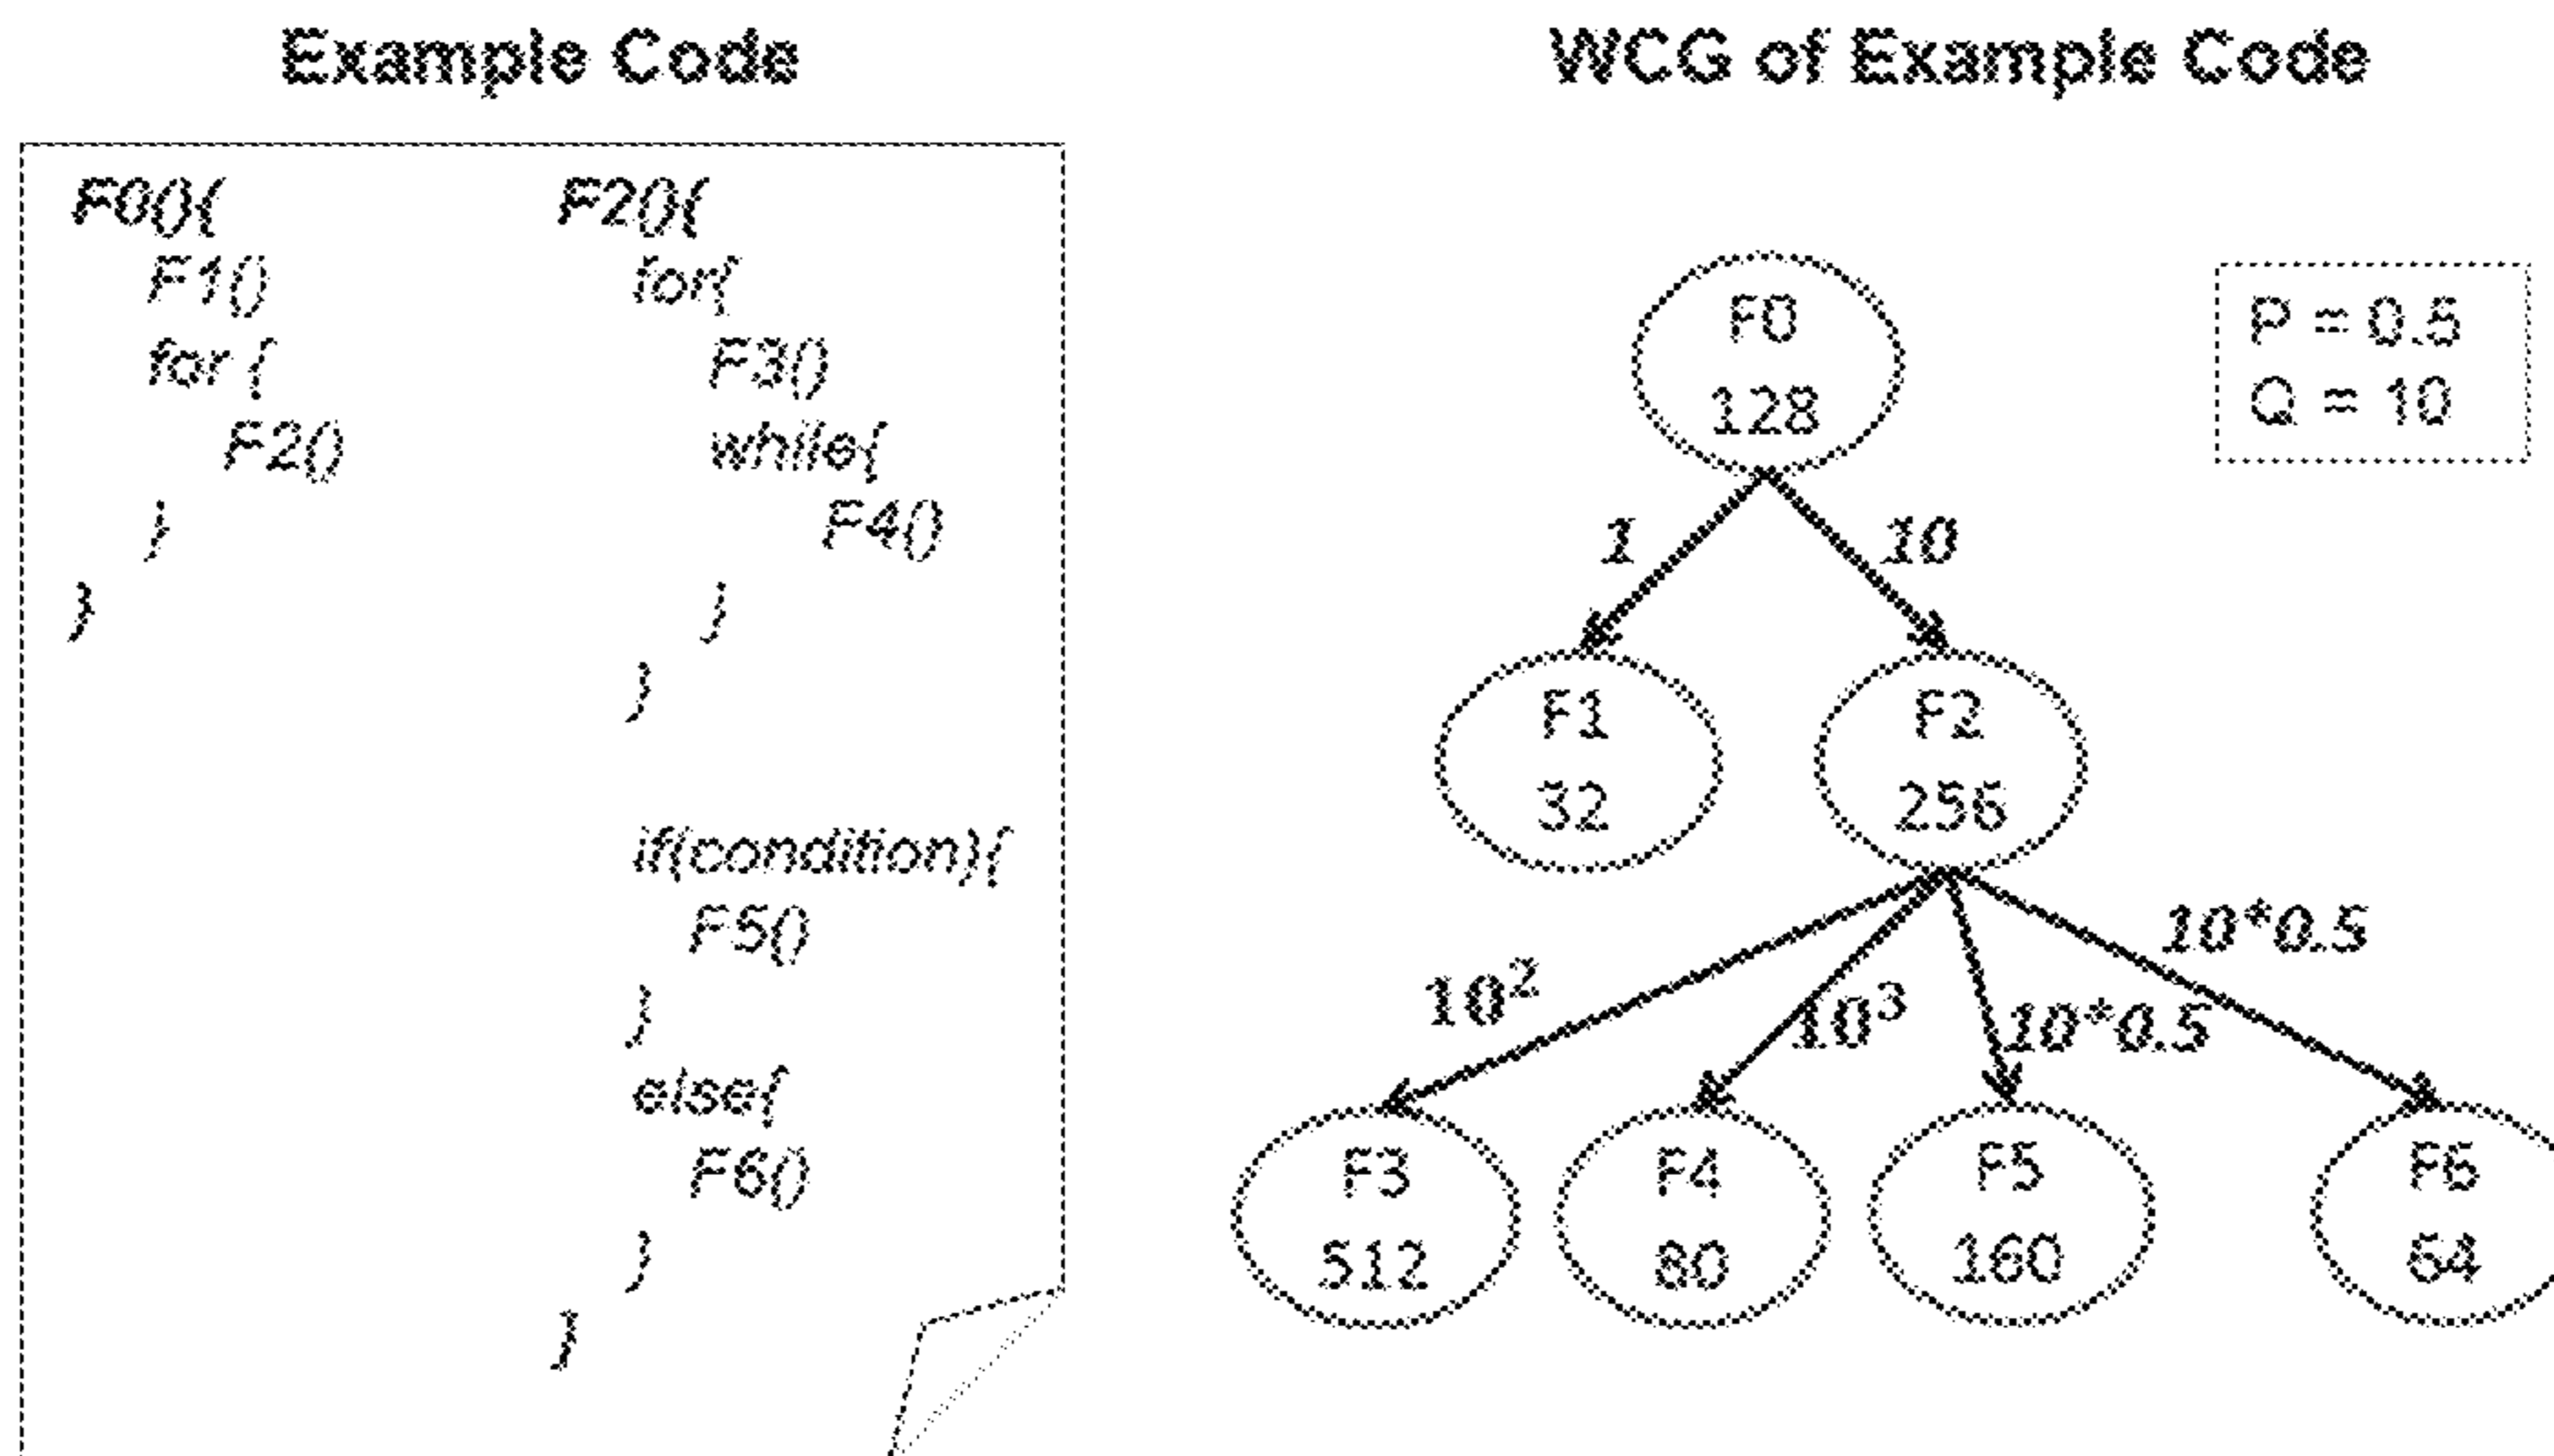 Example Code
F0(){
F1()
for {
F2()
}
}
F2(){
for{
F3()
while{
F4()
}
}
if(condition){
F5()
}
else{
F6()
}
}
WCG of Example Code
P = 0.5
Q = 10
F0
128
1
10
F1
32
F2
256
10²
10³
10*0.5
10*0.5
F3
512
F4
80
F5
160
F6
64